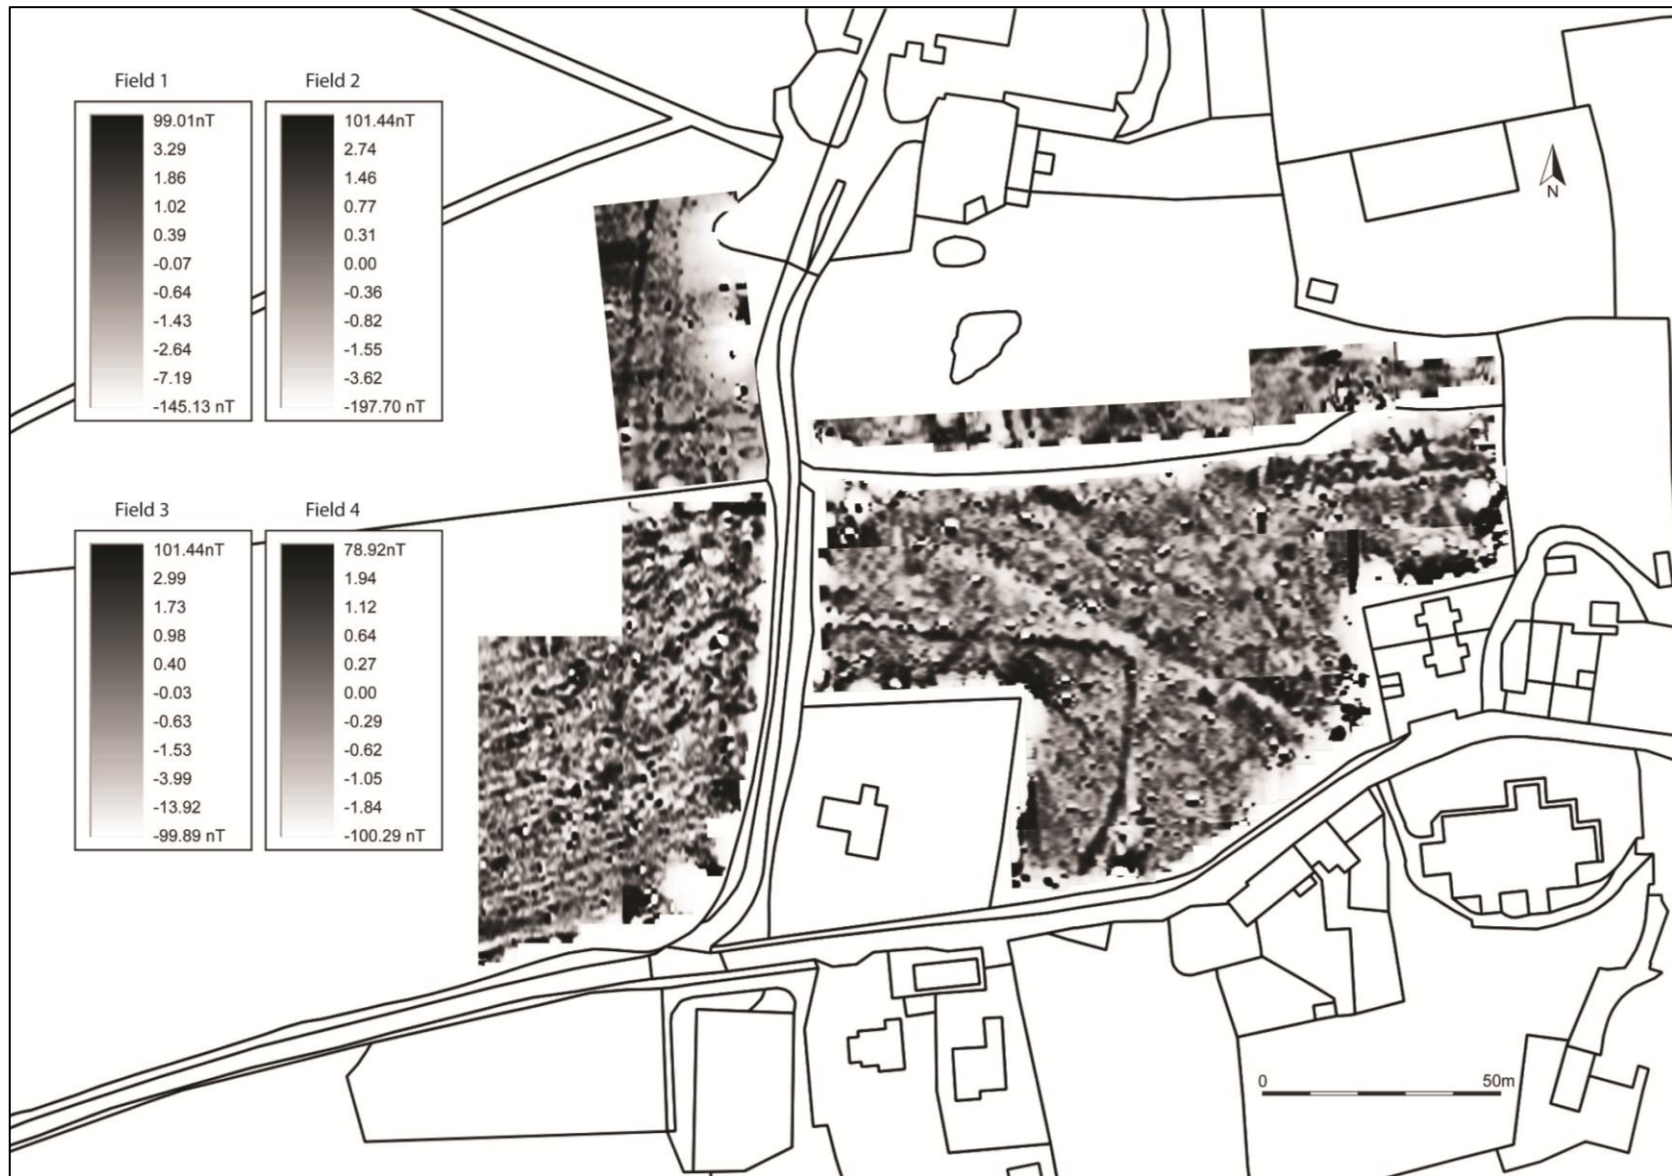 Field 1
99.01nT
3.29
1.86
1.02
0.39
-0.07
-0.64
-1.43
-2.64
-7.19
-145.13 nT
Field 2
101.44nT
2.74
1.46
0.77
0.31
0.00
-0.36
-0.82
-1.55
-3.62
-197.70 nT
N
Field 3
101.44nT
2.99
1.73
0.98
0.40
-0.03
-0.63
-1.53
-3.99
-13.92
-99.89 nT
Field 4
78.92nT
1.94
1.12
0.64
0.27
0.00
-0.29
-0.62
-1.05
-1.84
-100.29 nT
0 50m